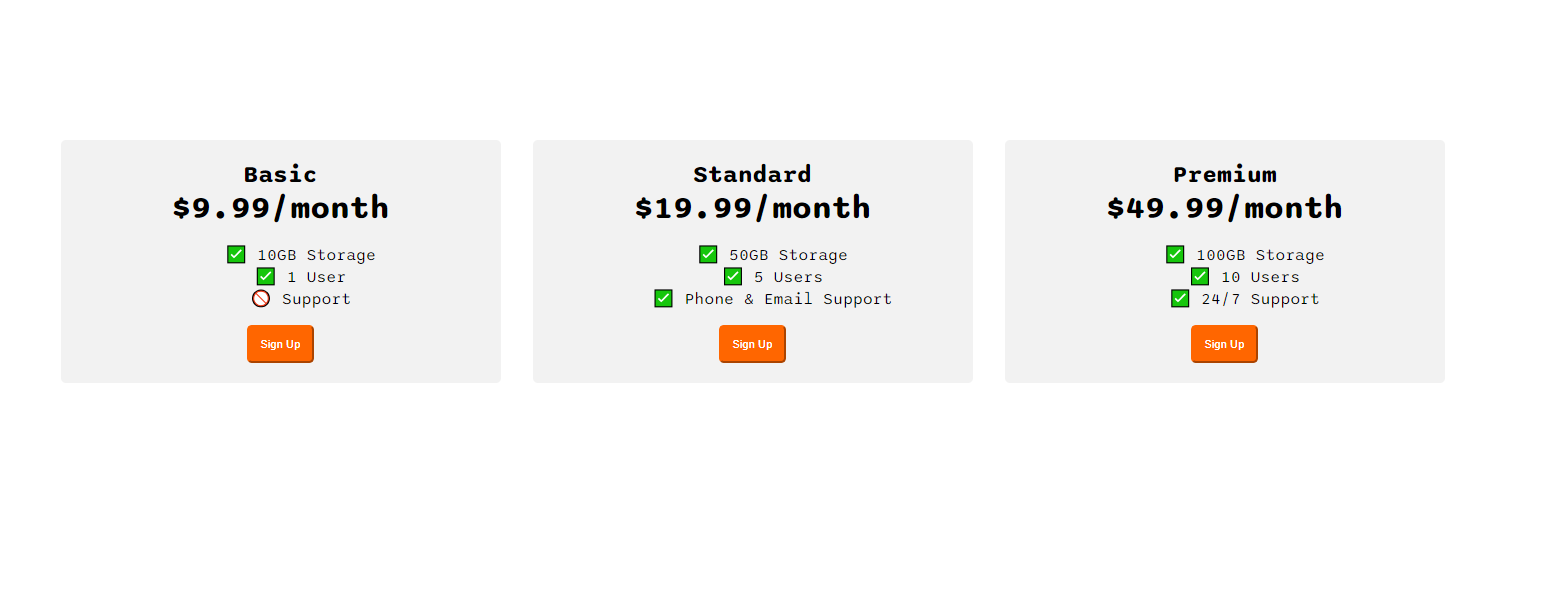 Basic
$9.99/month
✅ 10GB Storage
✅ 1 User
🚫 Support
Sign Up
Standard
$19.99/month
✅ 50GB Storage
✅ 5 Users
✅ Phone & Email Support
Sign Up
Premium
$49.99/month
✅ 100GB Storage
✅ 10 Users
✅ 24/7 Support
Sign Up